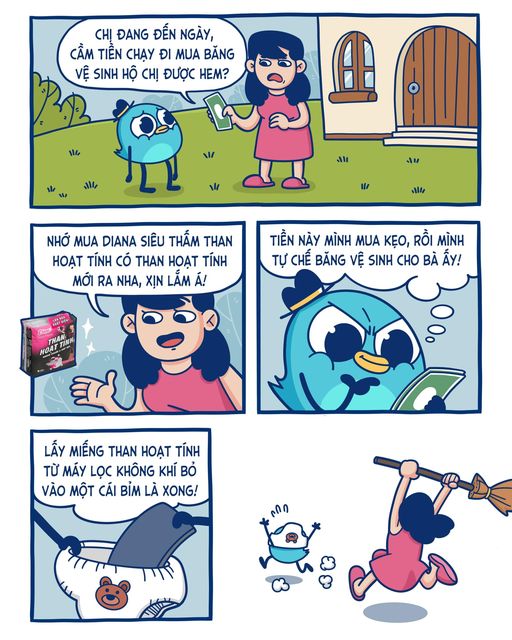 CHỊ ĐANG ĐẾN NGÀY,
CẦM TIỀN CHẠY ĐI MUA BĂNG
VỆ SINH HỘ CHỊ ĐƯỢC HEM?
NHỚ MUA DIANA SIÊU THẤM THAN
HOẠT TÍNH CÓ THAN HOẠT TÍNH
MỚI RA NHA, XỊN LẮM Á!
THAN
HOẠT TÍNH
TIỀN NÀY MÌNH MUA KẸO, RỒI MÌNH
TỰ CHẾ BĂNG VỆ SINH CHO BÀ ẤY!
LẤY MIẾNG THAN HOẠT TÍNH
TỪ MÁY LỌC KHÔNG KHÍ BỎ
VÀO MỘT CÁI BỈM LÀ XONG!